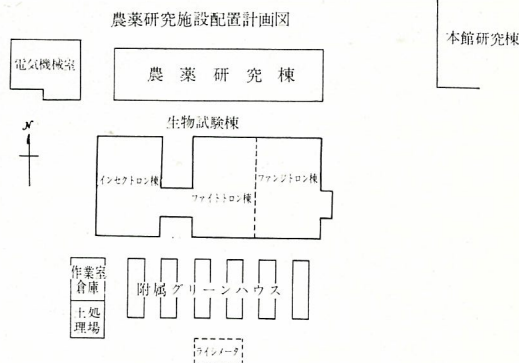 農薬研究施設配置計画図
本館研究棟
電気機械室
農薬研究棟
生物試験棟
N
インセクトロン棟
ファイトトロン棟
ファンジトロン棟
作業室
倉庫
土処
理場
附属グリーンハウス
ライシメータ